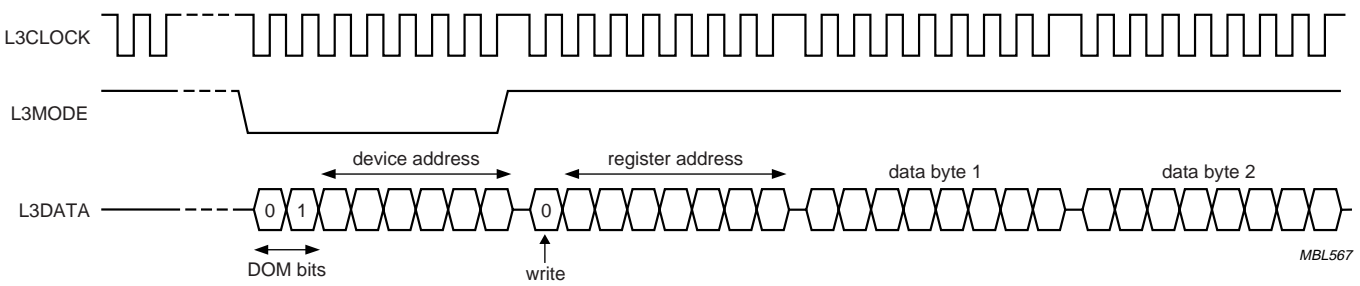 L3CLOCK
L3MODE
device address
register address
data byte 1
data byte 2
L3DATA
0 1
0
DOM bits
write
MBL567